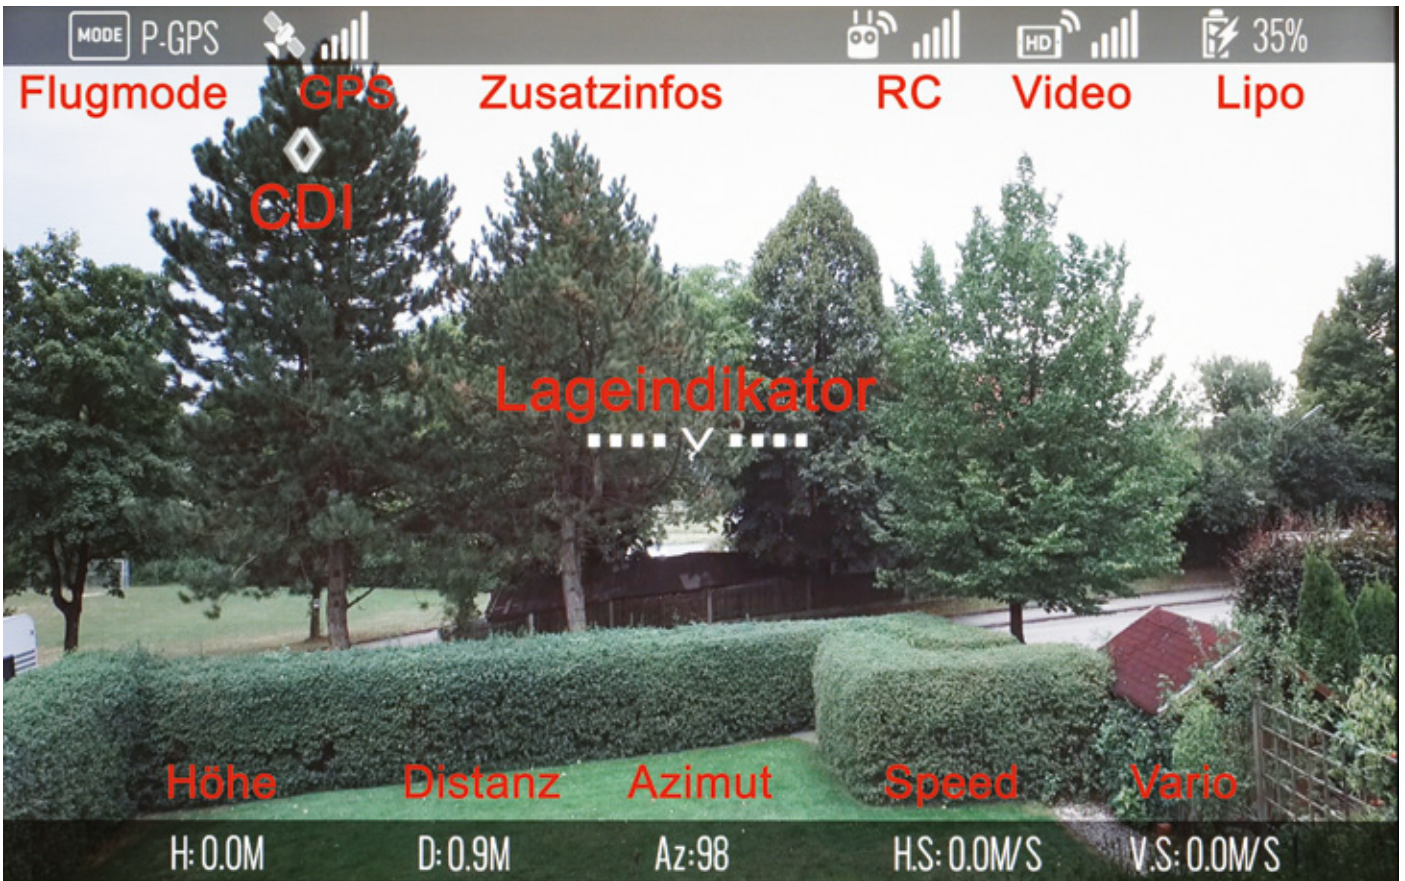 MODE P-GPS HD 35%
Flugmode GPS Zusatzinfos RC Video Lipo
CDI
Lageindikator
Höhe Distanz Azimut Speed Vario
H: 0.0M D: 0.9M Az:98 H.S: 0.0M/S V.S: 0.0M/S